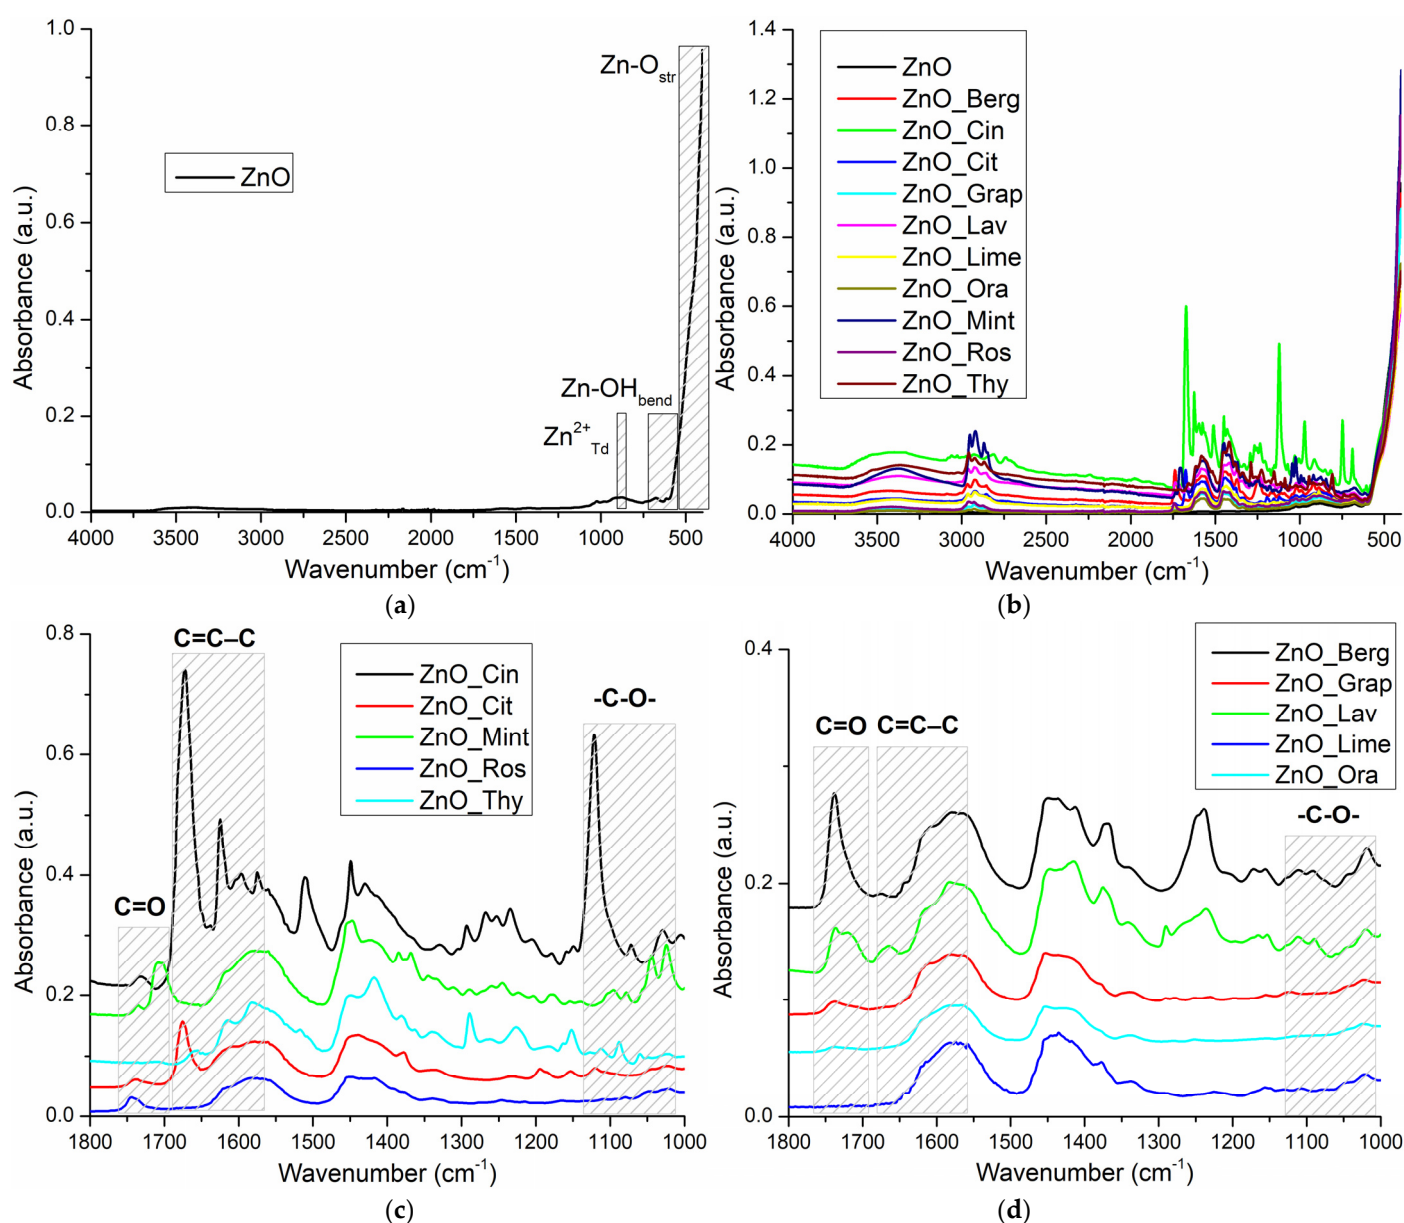 1.0
0.8
0.6
0.4
0.2
0.0
Absorbance (a.u.)
ZnO
Zn-O_str
Zn-OH_bend
Zn²⁺_Td
4000 3500 3000 2500 2000 1500 1000 500
Wavenumber (cm⁻¹)
(a)
1.4
1.2
1.0
0.8
0.6
0.4
0.2
0.0
Absorbance (a.u.)
ZnO
ZnO_Berg
ZnO_Cin
ZnO_Cit
ZnO_Grap
ZnO_Lav
ZnO_Lime
ZnO_Ora
ZnO_Mint
ZnO_Ros
ZnO_Thy
4000 3500 3000 2500 2000 1500 1000 500
Wavenumber (cm⁻¹)
(b)
0.8
0.6
0.4
0.2
0.0
Absorbance (a.u.)
C=C–C
C=O
-C-O-
ZnO_Cin
ZnO_Cit
ZnO_Mint
ZnO_Ros
ZnO_Thy
1800 1700 1600 1500 1400 1300 1200 1100 1000
Wavenumber (cm⁻¹)
(c)
0.4
0.2
0.0
Absorbance (a.u.)
C=O C=C–C
-C-O-
ZnO_Berg
ZnO_Grap
ZnO_Lav
ZnO_Lime
ZnO_Ora
1800 1700 1600 1500 1400 1300 1200 1100 1000
Wavenumber (cm⁻¹)
(d)